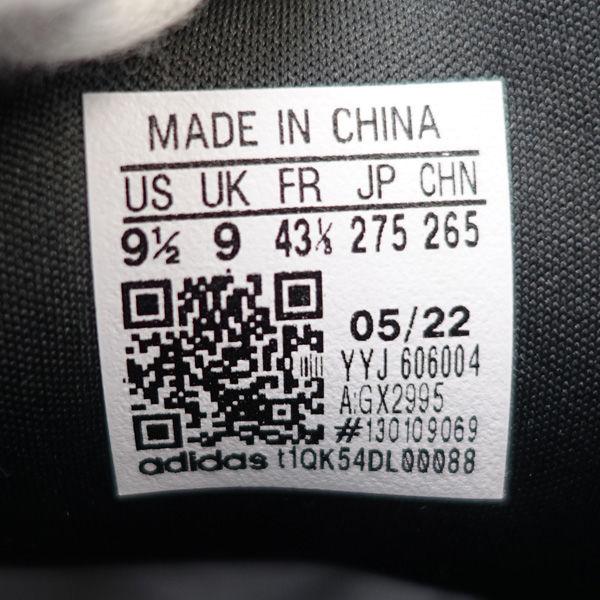 MADE IN CHINA
US UK FR JP CHN
9½ 9 43⅓ 275 265
05/22
YYJ 606004
A:GX2995
#130109069
adidas t1QK54DL00088